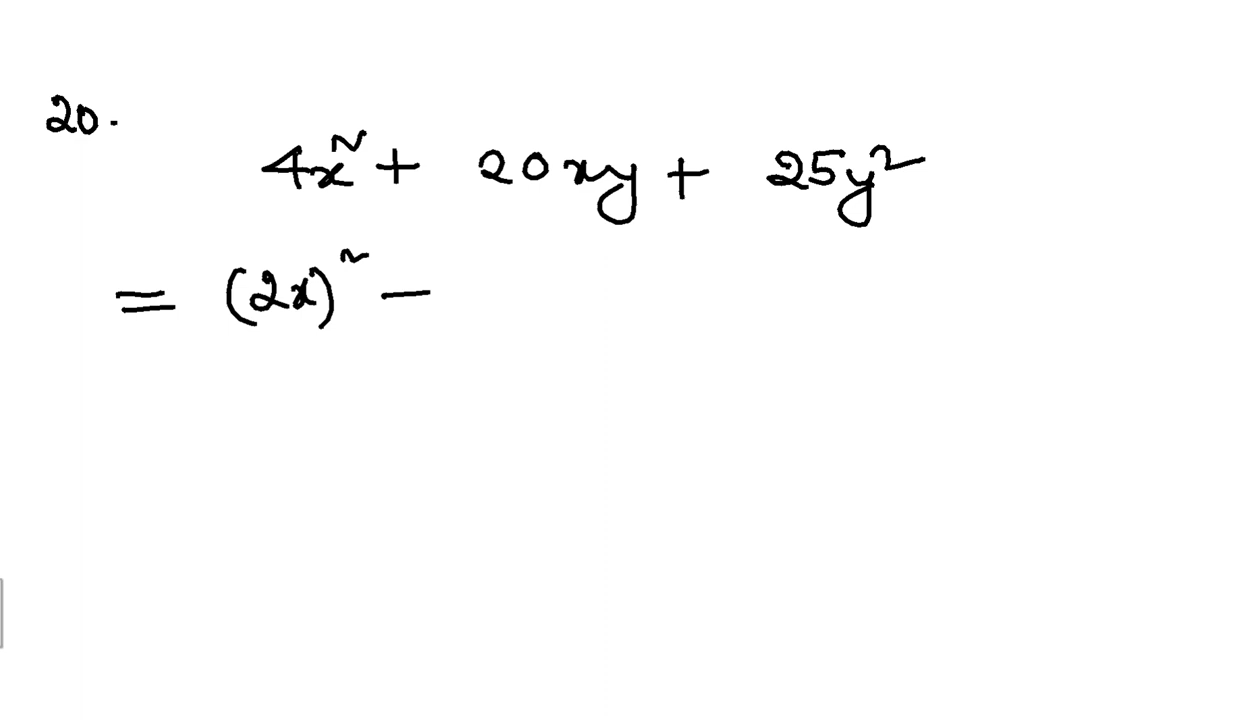 20.
4x² + 20xy + 25y²
= (2x)² −